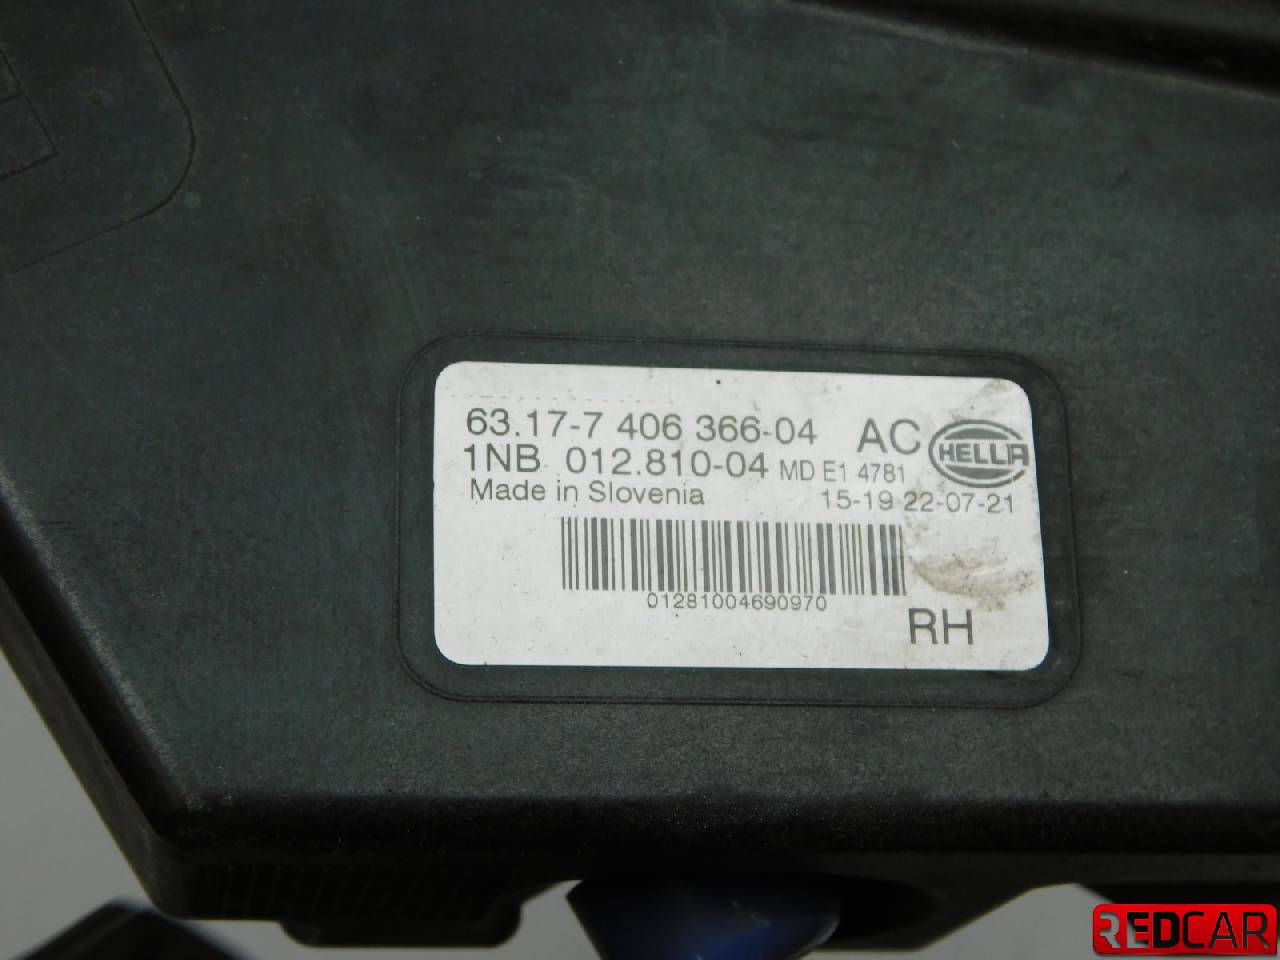 63.17-7 406 366-04 AC HELLA
1NB 012.810-04 MD E1 4781
Made in Slovenia 15-19 22-07-21
01281004690970
RH
REDCAR